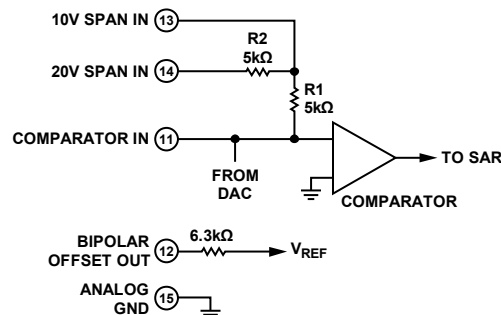 10V SPAN IN 13
R2
5kΩ
20V SPAN IN 14
R1
5kΩ
COMPARATOR IN 11
TO SAR
FROM
DAC
COMPARATOR
BIPOLAR
OFFSET OUT 12
6.3kΩ
VREF
ANALOG
GND 15